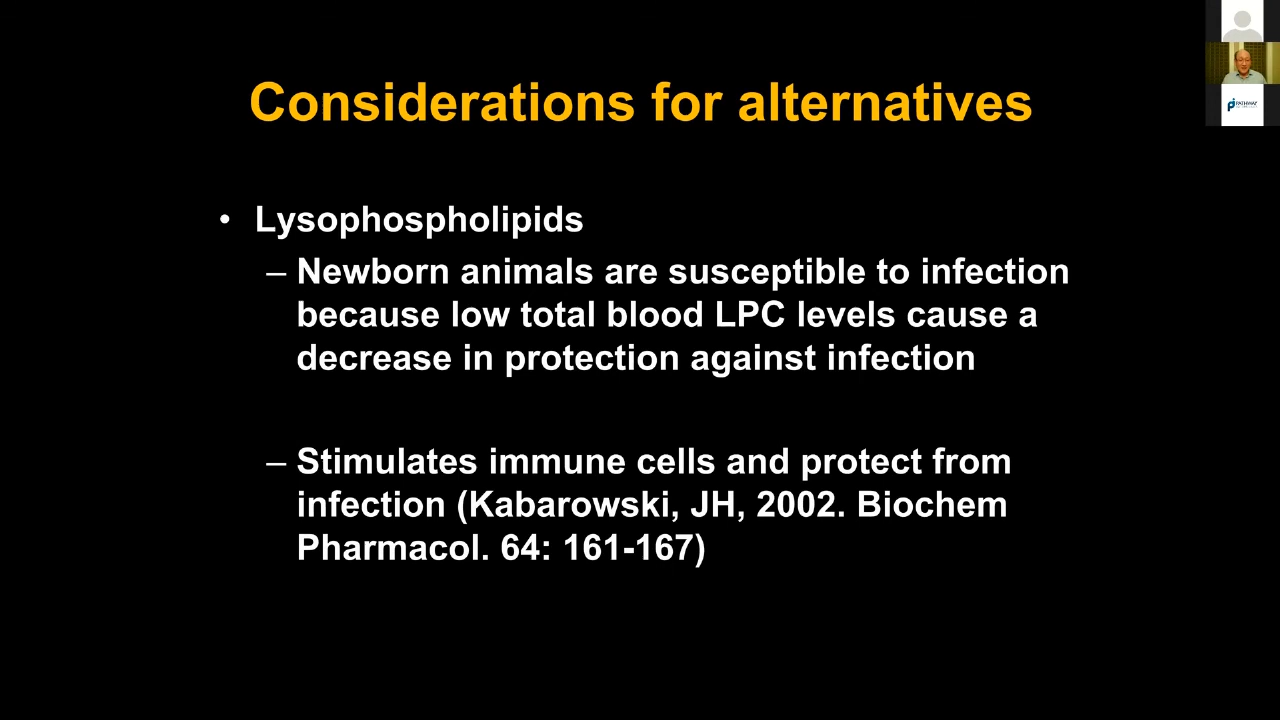 Considerations for alternatives
• Lysophospholipids
– Newborn animals are susceptible to infection
because low total blood LPC levels cause a
decrease in protection against infection
– Stimulates immune cells and protect from
infection (Kabarowski, JH, 2002. Biochem
Pharmacol. 64: 161-167)
PATHWAY